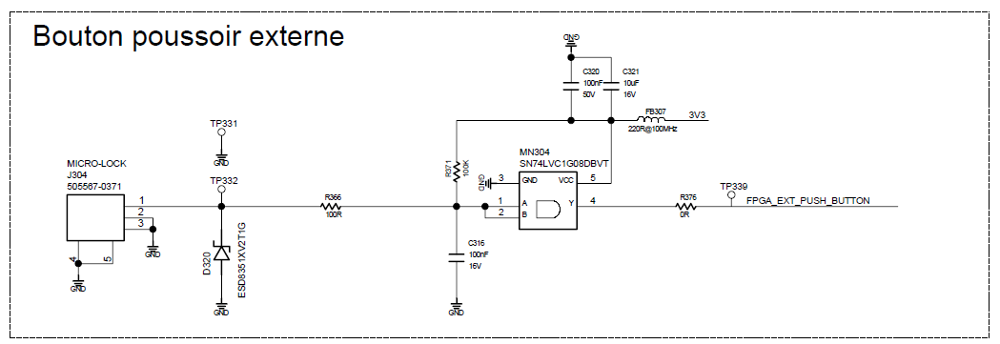 Bouton poussoir externe
GND
C320
100nF
50V
C321
10uF
16V
FB307
220R@100MHz
3V3
TP331
GND
MICRO-LOCK
J304
505567-0371
1
2
3
4
5
GND
GND
TP332
D320
ESD8351XV2T1G
GND
R366
100R
R371
100K
C316
100nF
16V
GND
MN304
SN74LVC1G08DBVT
GND
3
GND
VCC
5
1
A
2
B
Y
4
R376
0R
TP339
FPGA_EXT_PUSH_BUTTON